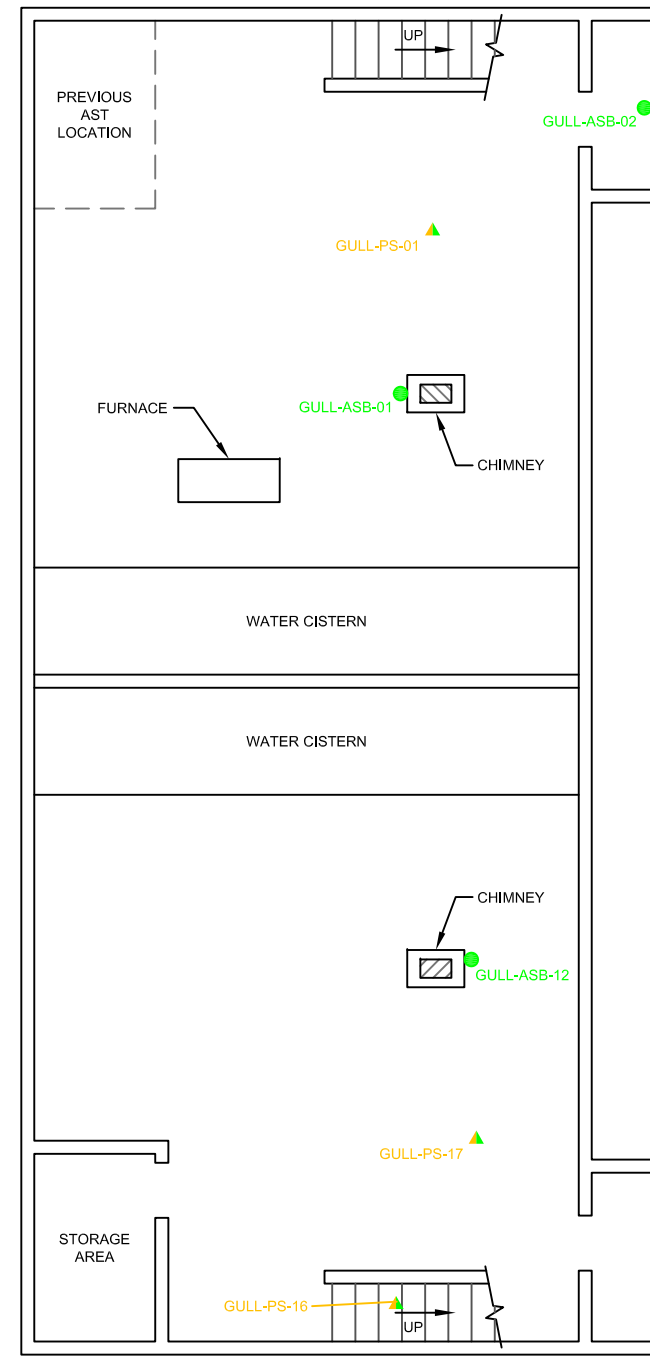 UP
PREVIOUS
AST
LOCATION
GULL-ASB-02
GULL-PS-01
FURNACE
GULL-ASB-01
CHIMNEY
WATER CISTERN
WATER CISTERN
CHIMNEY
GULL-ASB-12
GULL-PS-17
STORAGE
AREA
GULL-PS-16
UP